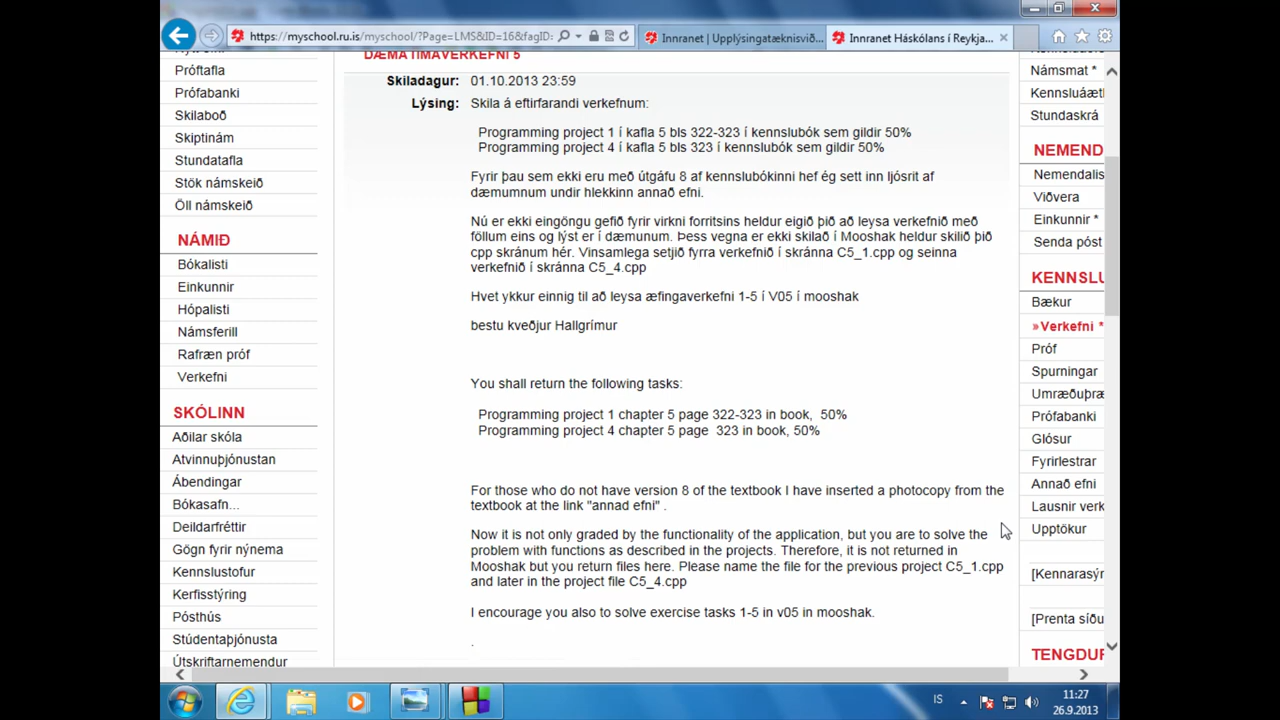 https://myschool.ru.is/myschool/?Page=LMS&ID=16&fagID:
Innranet | Upplýsingatæknisvið...
Innranet Háskólans í Reykja...
Próftafla
Prófabanki
Skilaboð
Skiptinám
Stundatafla
Stök námskeið
Öll námskeið
NÁMIÐ
Bókalisti
Einkunnir
Hópalisti
Námsferill
Rafræn próf
Verkefni
SKÓLINN
Aðilar skóla
Atvinnuþjónustan
Ábendingar
Bókasafn...
Deildarfréttir
Gögn fyrir nýnema
Kennslustofur
Kerfisstýring
Pósthús
Stúdentaþjónusta
Útskriftarnemendur
DÆMATÍMAVERKEFNI 5
Skiladagur: 01.10.2013 23:59
Lýsing: Skila á eftirfarandi verkefnum:
Programming project 1 í kafla 5 bls 322-323 í kennslubók sem gildir 50%
Programming project 4 í kafla 5 bls 323 í kennslubók sem gildir 50%
Fyrir þau sem ekki eru með útgáfu 8 af kennslubókinni hef ég sett inn ljósrit af
dæmumnum undir hlekkinn annað efni.
Nú er ekki eingöngu gefið fyrir virkni forritsins heldur eigið þið að leysa verkefnið með
föllum eins og lýst er í dæmunum. Þess vegna er ekki skilað í Mooshak heldur skilið þið
cpp skránum hér. Vinsamlega setjið fyrra verkefnið í skránna C5_1.cpp og seinna
verkefnið í skránna C5_4.cpp
Hvet ykkur einnig til að leysa æfingaverkefni 1-5 í V05 í mooshak
bestu kveðjur Hallgrímur
You shall return the following tasks:
Programming project 1 chapter 5 page 322-323 in book, 50%
Programming project 4 chapter 5 page 323 in book, 50%
For those who do not have version 8 of the textbook I have inserted a photocopy from the
textbook at the link "annad efni" .
Now it is not only graded by the functionality of the application, but you are to solve the
problem with functions as described in the projects. Therefore, it is not returned in
Mooshak but you return files here. Please name the file for the previous project C5_1.cpp
and later in the project file C5_4.cpp
I encourage you also to solve exercise tasks 1-5 in v05 in mooshak.
.
Námsmat *
Kennsluáætl
Stundaskrá
NEMEND
Nemendalis
Viðvera
Einkunnir *
Senda póst
KENNSLU
Bækur
»Verkefni *
Próf
Spurningar
Umræðuþræ
Prófabanki
Glósur
Fyrirlestrar
Annað efni
Lausnir verk
Upptökur
[Kennarasýn
[Prenta síðu
TENGDUR
IS
11:27
26.9.2013